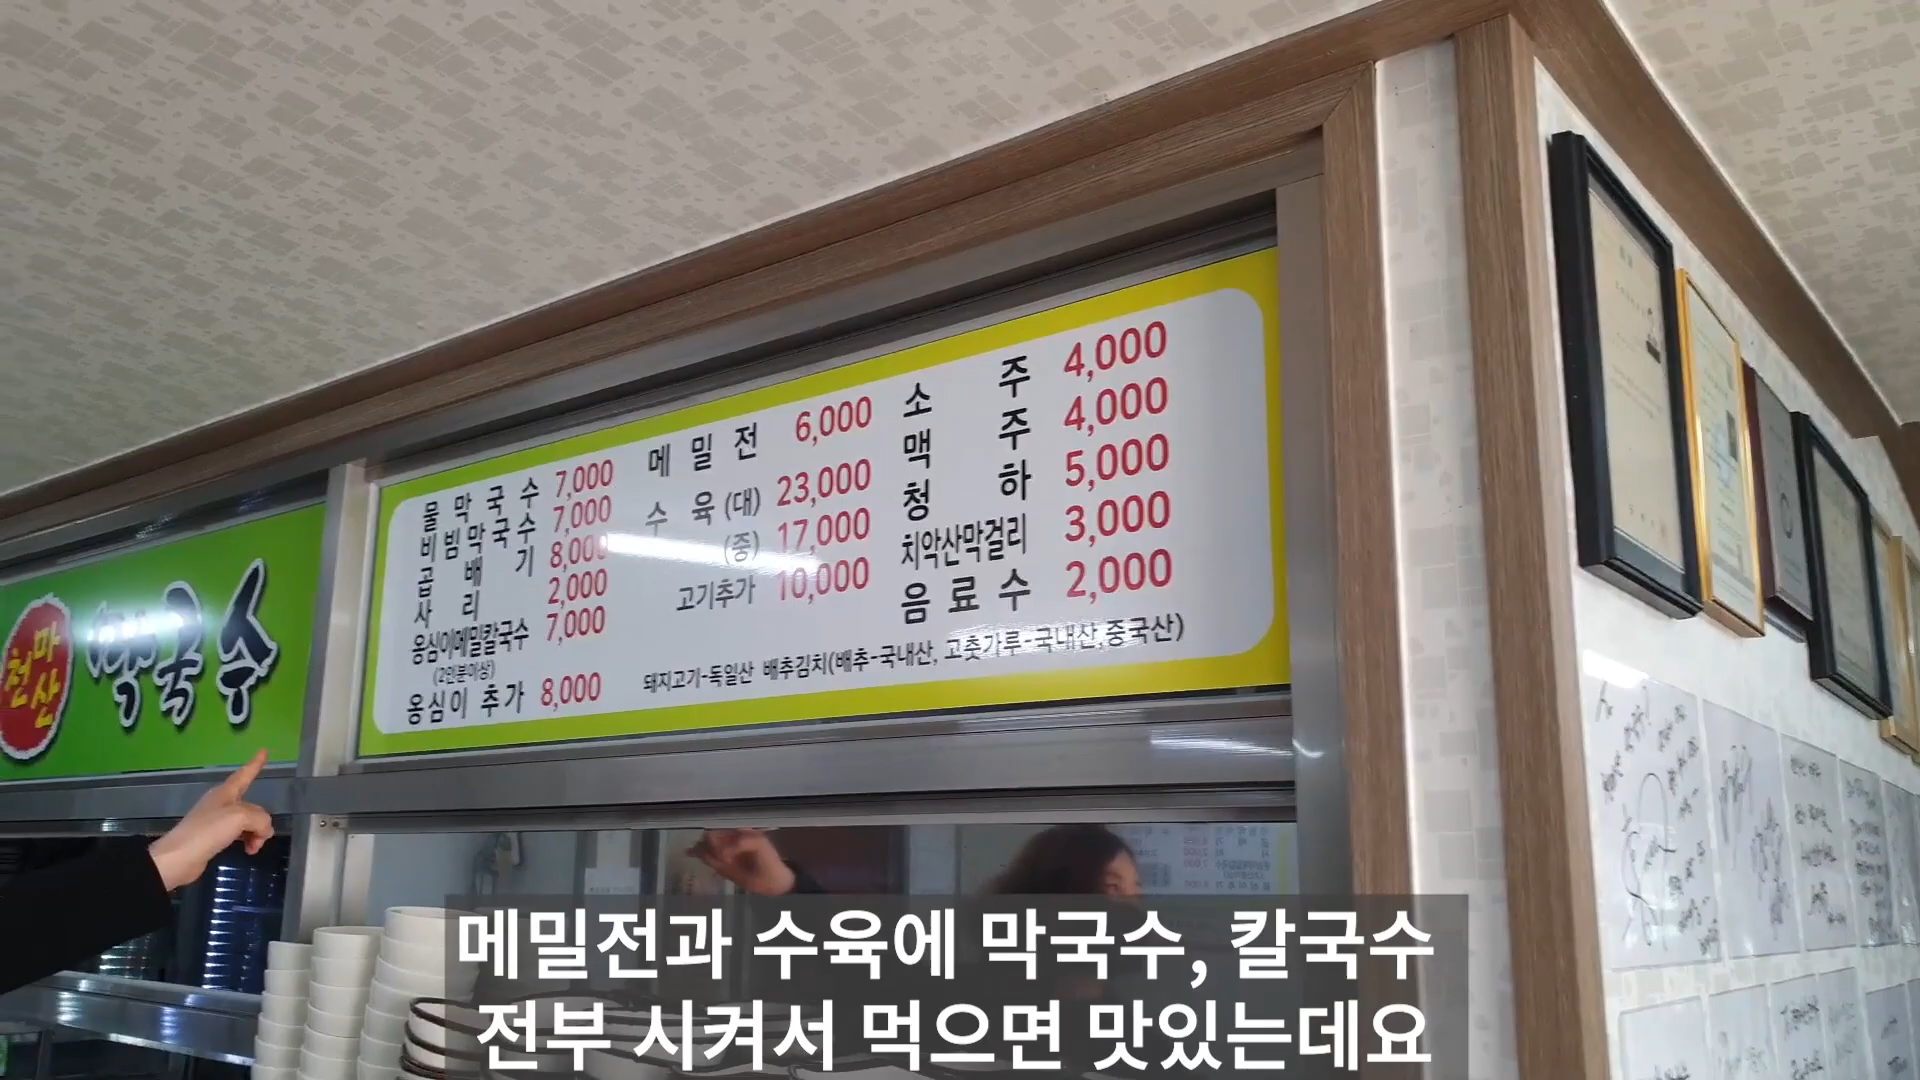 천마산 막국수
물막국수 7,000
비빔막국수 7,000
곱배기 8,000
사리 2,000
옹심이메밀칼국수 7,000
(2인분이상)
옹심이 추가 8,000
메밀전 6,000
수육(대) 23,000
(중) 17,000
고기추가 10,000
소주 4,000
맥주 4,000
청하 5,000
치악산막걸리 3,000
음료수 2,000
돼지고기-독일산 배추김치(배추-국내산, 고춧가루-국내산,중국산)
메밀전과 수육에 막국수, 칼국수
전부 시켜서 먹으면 맛있는데요